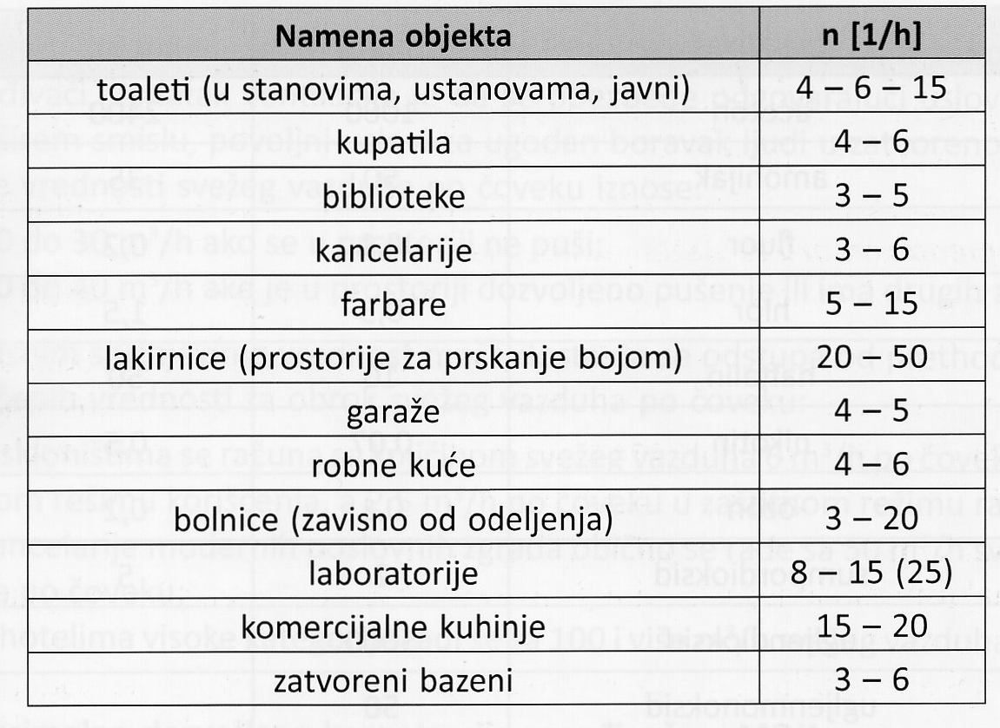 Namena objekta n [1/h]
toaleti (u stanovima, ustanovama, javni) 4 – 6 – 15
kupatila 4 – 6
biblioteke 3 – 5
kancelarije 3 – 6
farbare 5 – 15
lakirnice (prostorije za prskanje bojom) 20 – 50
garaže 4 – 5
robne kuće 4 – 6
bolnice (zavisno od odeljenja) 3 – 20
laboratorije 8 – 15 (25)
komercijalne kuhinje 15 – 20
zatvoreni bazeni 3 – 6